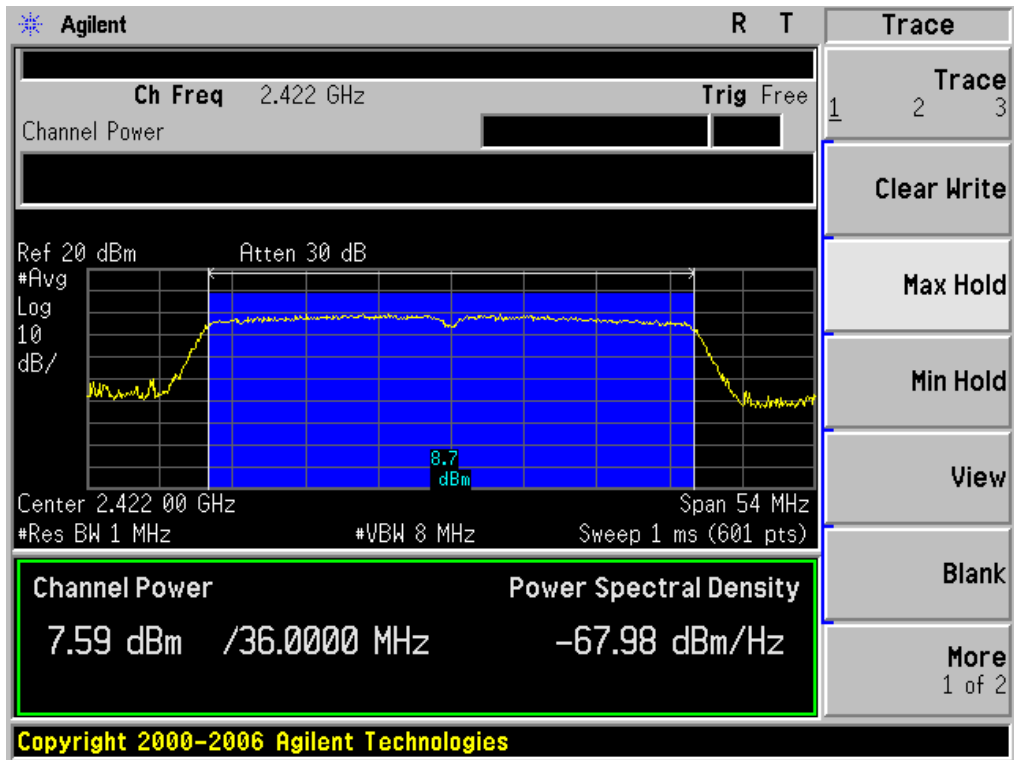 Agilent R T Trace
Ch Freq 2.422 GHz Trig Free
Channel Power
Ref 20 dBm Atten 30 dB
#Avg
Log
10
dB/
8.7
dBm
Center 2.422 00 GHz Span 54 MHz
#Res BW 1 MHz #VBW 8 MHz Sweep 1 ms (601 pts)
Channel Power Power Spectral Density
7.59 dBm /36.0000 MHz -67.98 dBm/Hz
Copyright 2000-2006 Agilent Technologies
Trace
1 2 3
Clear Write
Max Hold
Min Hold
View
Blank
More
1 of 2